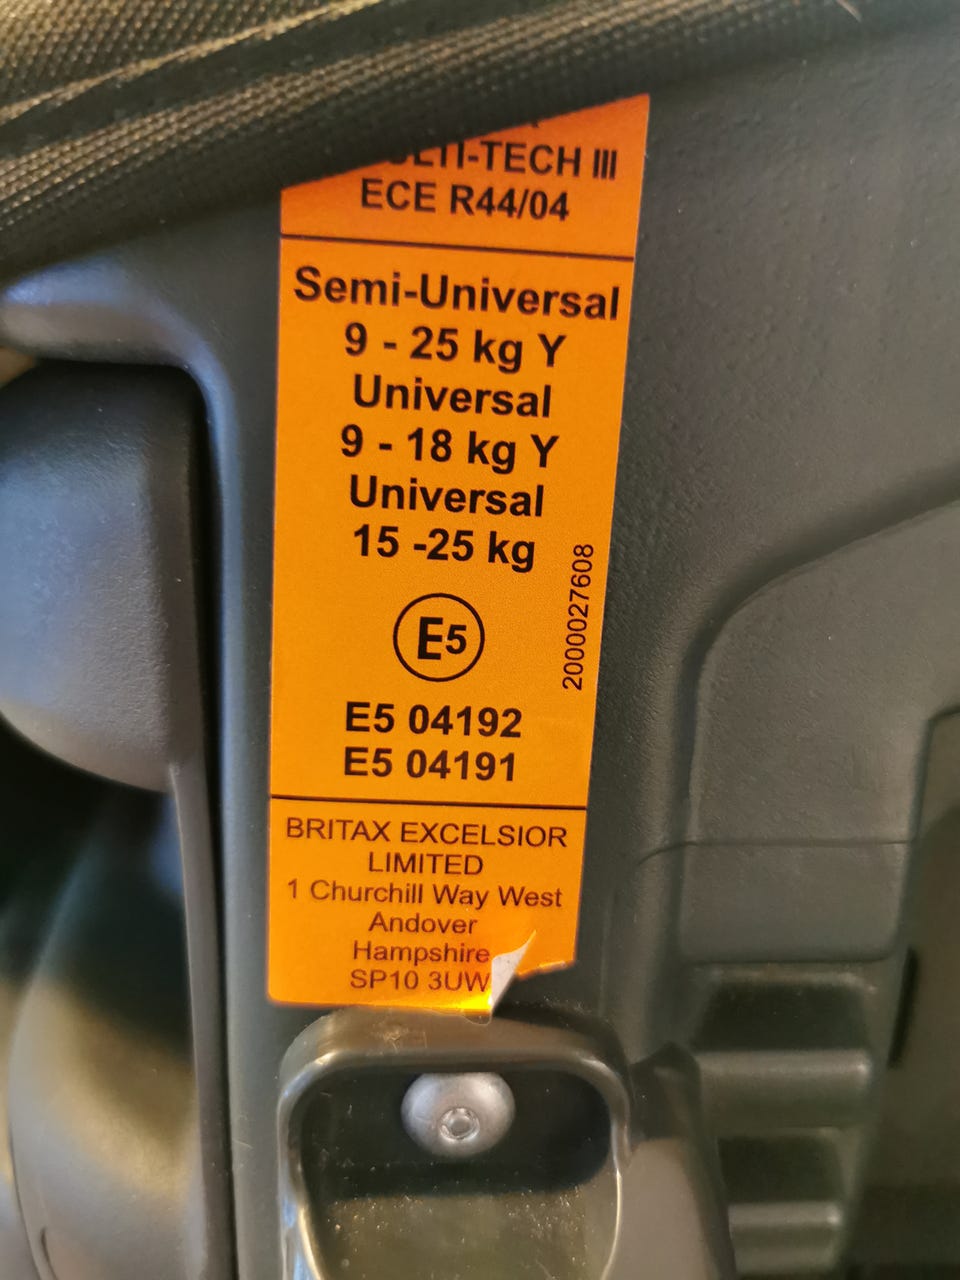 III
ECE R44/04
Semi-Universal
9 - 25 kg Y
Universal
9 - 18 kg Y
Universal
15 -25 kg
2000027608
E5
E5 04192
E5 04191
BRITAX EXCELSIOR
LIMITED
1 Churchill Way West
Andover
Hampshire
SP10 3UW